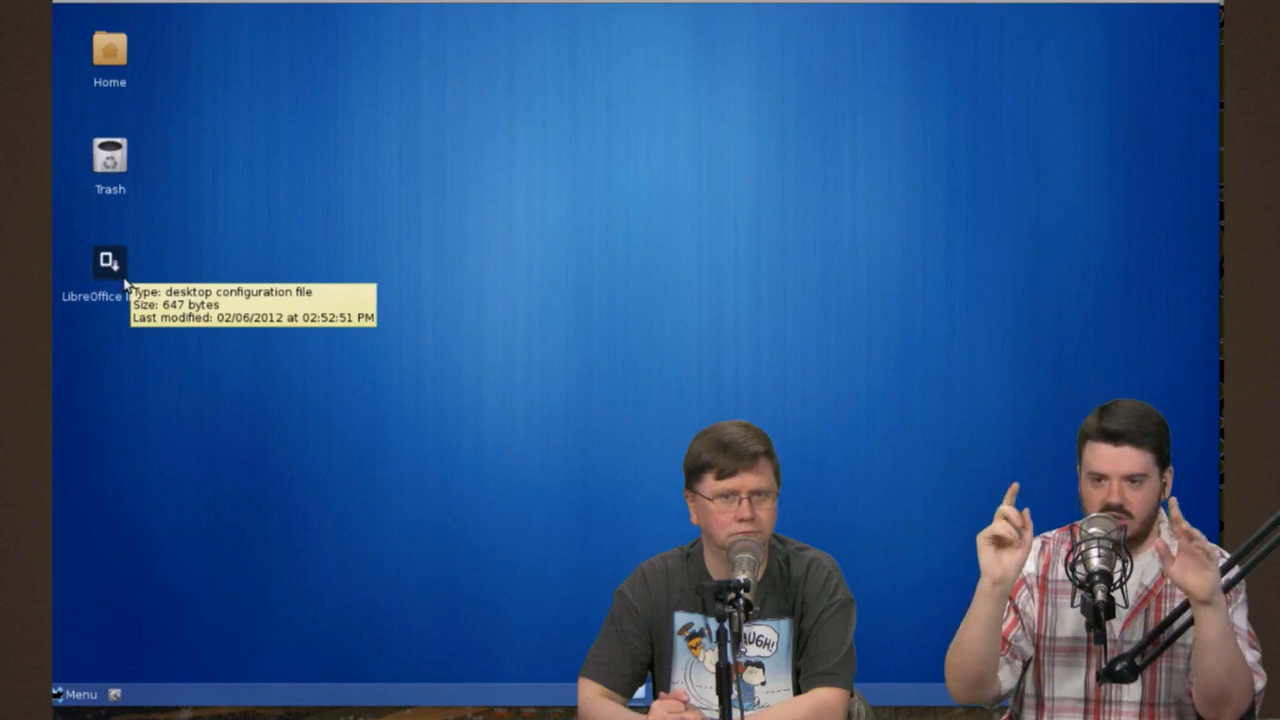 Home
Trash
LibreOffice
Type: desktop configuration file
Size: 647 bytes
Last modified: 02/06/2012 at 02:52:51 PM
AUGH!
Menu